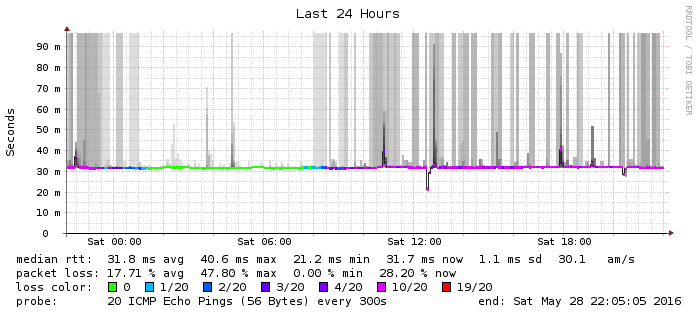 Last 24 Hours
RRDTOOL / TOBI OETIKER
Seconds
90 m
80 m
70 m
60 m
50 m
40 m
30 m
20 m
10 m
0
Sat 00:00 Sat 06:00 Sat 12:00 Sat 18:00
median rtt: 31.8 ms avg 40.6 ms max 21.2 ms min 31.7 ms now 1.1 ms sd 30.1 am/s
packet loss: 17.71 % avg 47.80 % max 0.00 % min 28.20 % now
loss color: 0 1/20 2/20 3/20 4/20 10/20 19/20
probe: 20 ICMP Echo Pings (56 Bytes) every 300s end: Sat May 28 22:05:05 2016